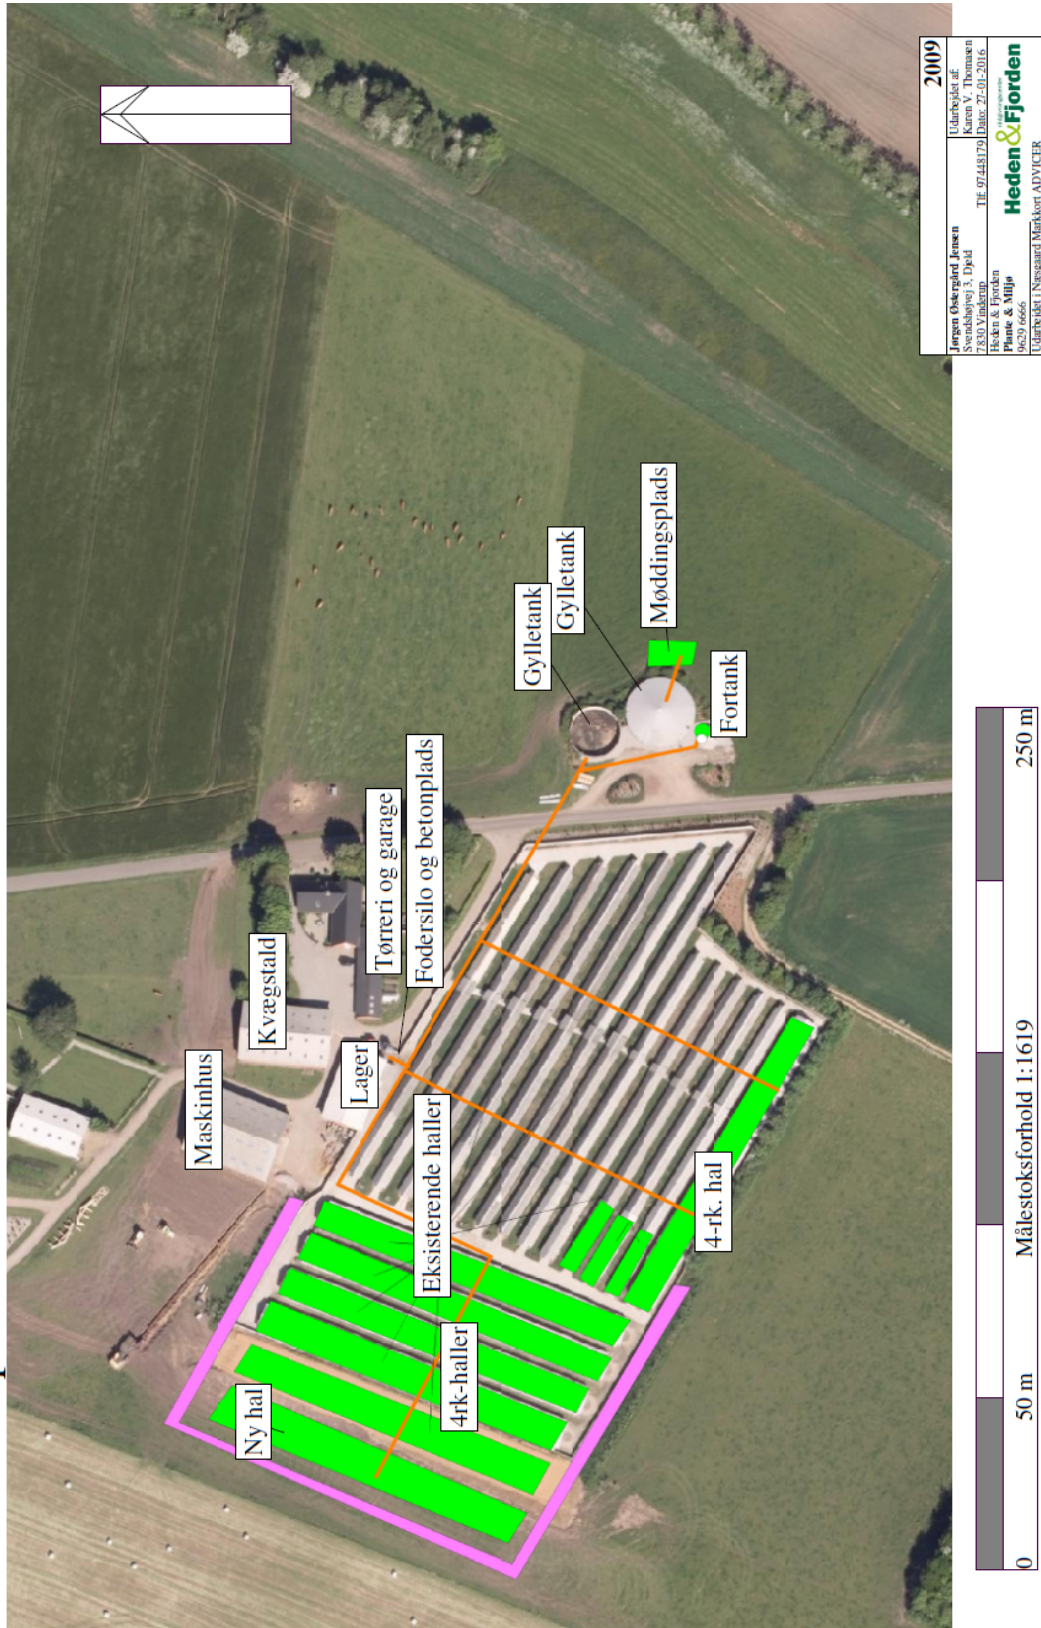 2009
Jørgen Østergård Jensen
Svendshøjvej 3, Djeld
7830 Vinderup
Tlf. 97448179
Udarbejdet af:
Karen V. Thomasen
Dato: 27-01-2016
Heden & Fjorden
Plante & Miljø
9629 6666
Heden & Fjorden
Udarbejdet i Næsgaard Markkort ADVICER
Maskinhus
Kvægstald
Lager
Tørreri og garage
Fodersilo og betonplads
Gylletank
Gylletank
Møddingsplads
Fortank
Eksisterende haller
4rk-haller
Ny hal
4-rk. hal
0
50 m
Målestoksforhold 1:1619
250 m